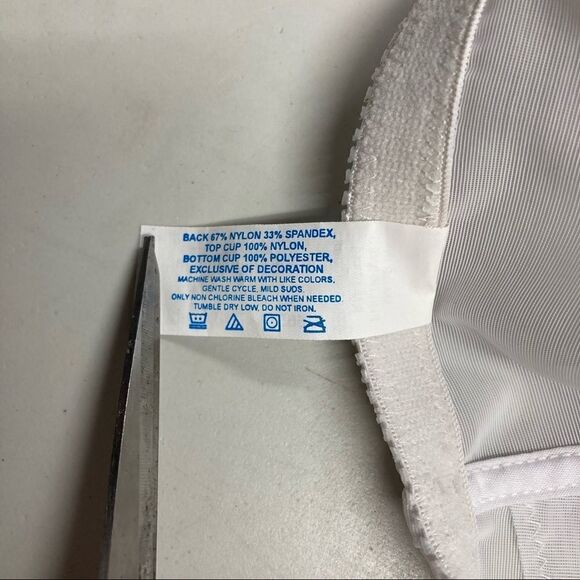 BACK 67% NYLON 33% SPANDEX,
TOP CUP 100% NYLON,
BOTTOM CUP 100% POLYESTER,
EXCLUSIVE OF DECORATION
MACHINE WASH WARM WITH LIKE COLORS.
GENTLE CYCLE, MILD SUDS.
ONLY NON CHLORINE BLEACH WHEN NEEDED
TUMBLE DRY LOW, DO NOT IRON.